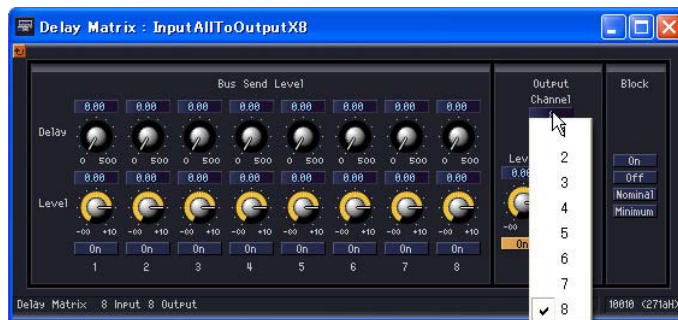 Delay Matrix : InputAllToOutputX8
Bus Send Level
Output
Channel
Block
0.00 0.00 0.00 0.00 0.00 0.00 0.00 0.00
Delay
0 500 0 500 0 500 0 500 0 500 0 500 0 500 0 500
0.00 0.00 0.00 0.00 0.00 0.00 0.00 0.00
Level
-∞ +10 -∞ +10 -∞ +10 -∞ +10 -∞ +10 -∞ +10 -∞ +10 -∞ +10
On On On On On On On On
1 2 3 4 5 6 7 8
-∞
On
2
3
4
5
6
7
8
On
Off
Nominal
Minimum
Delay Matrix 8 Input 8 Output
10010 (271aH)